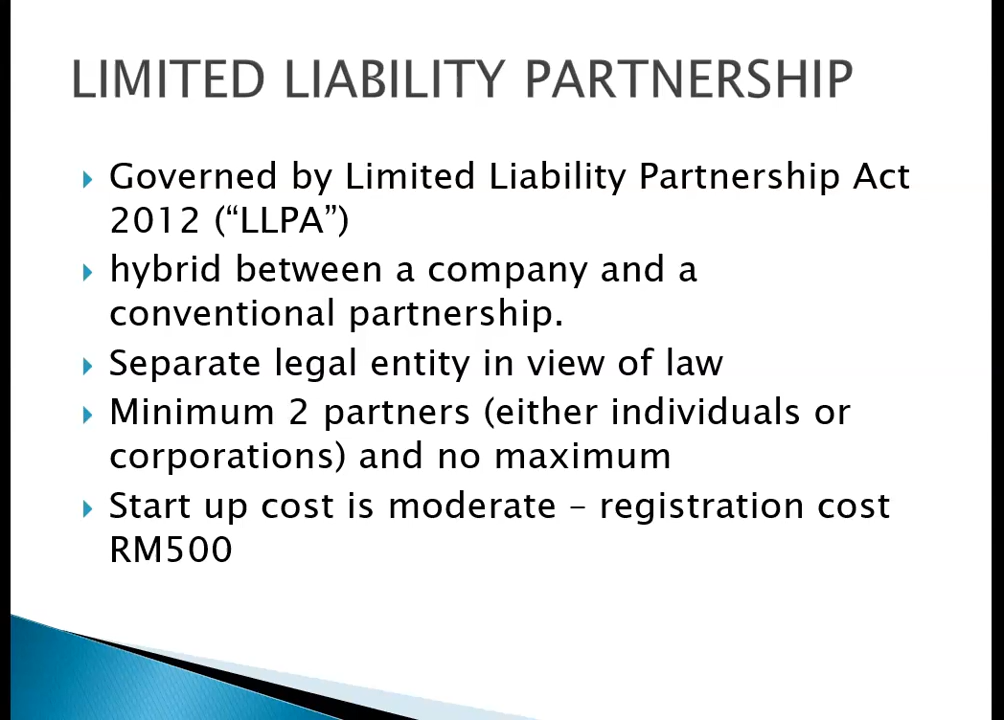 LIMITED LIABILITY PARTNERSHIP
Governed by Limited Liability Partnership Act
2012 (“LLPA”)
hybrid between a company and a
conventional partnership.
Separate legal entity in view of law
Minimum 2 partners (either individuals or
corporations) and no maximum
Start up cost is moderate – registration cost
RM500